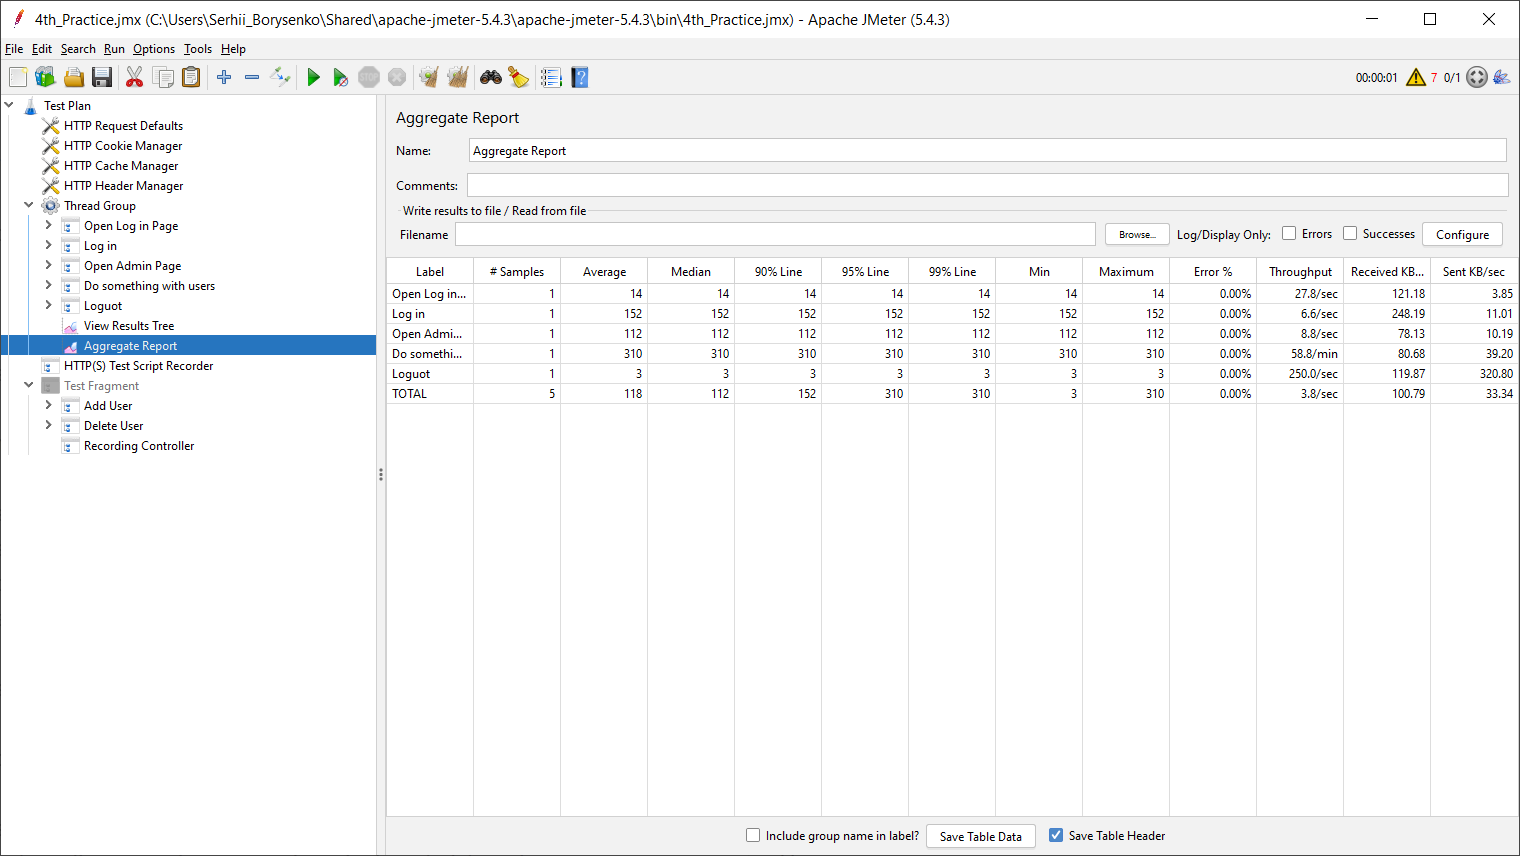 4th_Practice.jmx (C:\Users\Serhii_Borysenko\Shared\apache-jmeter-5.4.3\apache-jmeter-5.4.3\bin\4th_Practice.jmx) - Apache JMeter (5.4.3)
File Edit Search Run Options Tools Help
STOP 00:00:01 7 0/1
Test Plan
HTTP Request Defaults
HTTP Cookie Manager
HTTP Cache Manager
HTTP Header Manager
Thread Group
Open Log in Page
Log in
Open Admin Page
Do something with users
Loguot
View Results Tree
Aggregate Report
HTTP(S) Test Script Recorder
Test Fragment
Add User
Delete User
Recording Controller
Aggregate Report
Name: Aggregate Report
Comments:
Write results to file / Read from file
Filename Browse... Log/Display Only: Errors Successes Configure
Label # Samples Average Median 90% Line 95% Line 99% Line Min Maximum Error % Throughput Received KB... Sent KB/sec
Open Log in... 1 14 14 14 14 14 14 14 0.00% 27.8/sec 121.18 3.85
Log in 1 152 152 152 152 152 152 152 0.00% 6.6/sec 248.19 11.01
Open Admi... 1 112 112 112 112 112 112 112 0.00% 8.8/sec 78.13 10.19
Do somethi... 1 310 310 310 310 310 310 310 0.00% 58.8/min 80.68 39.20
Loguot 1 3 3 3 3 3 3 3 0.00% 250.0/sec 119.87 320.80
TOTAL 5 118 112 152 310 310 3 310 0.00% 3.8/sec 100.79 33.34
Include group name in label? Save Table Data Save Table Header